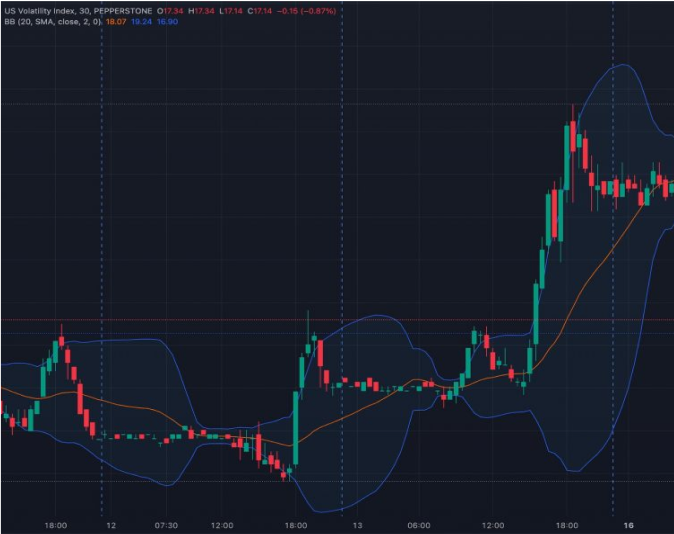 US Volatility Index, 30, PEPPERSTONE O17.34 H17.34 L17.14 C17.14 −0.15 (−0.87%)
BB (20, SMA, close, 2, 0) 18.07 19.24 16.90
18:00 12 07:30 12:00 18:00 13 06:00 12:00 18:00 16